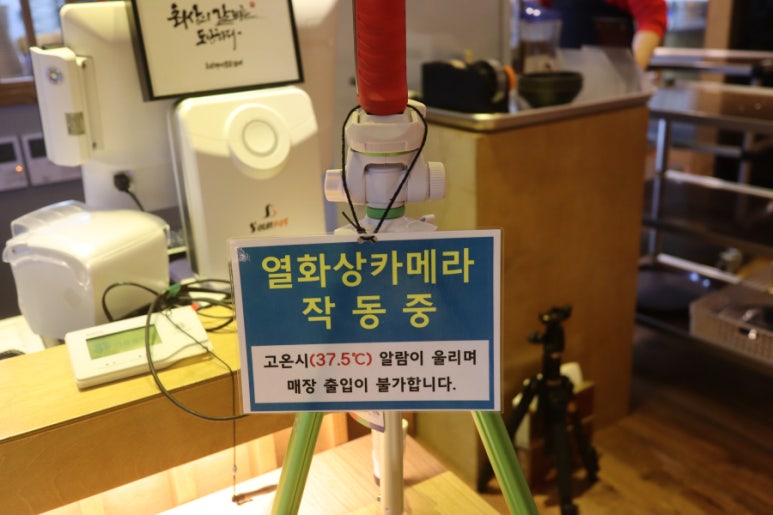 열화상카메라
작동중
고온시(37.5℃) 알람이 울리며
매장 출입이 불가합니다.